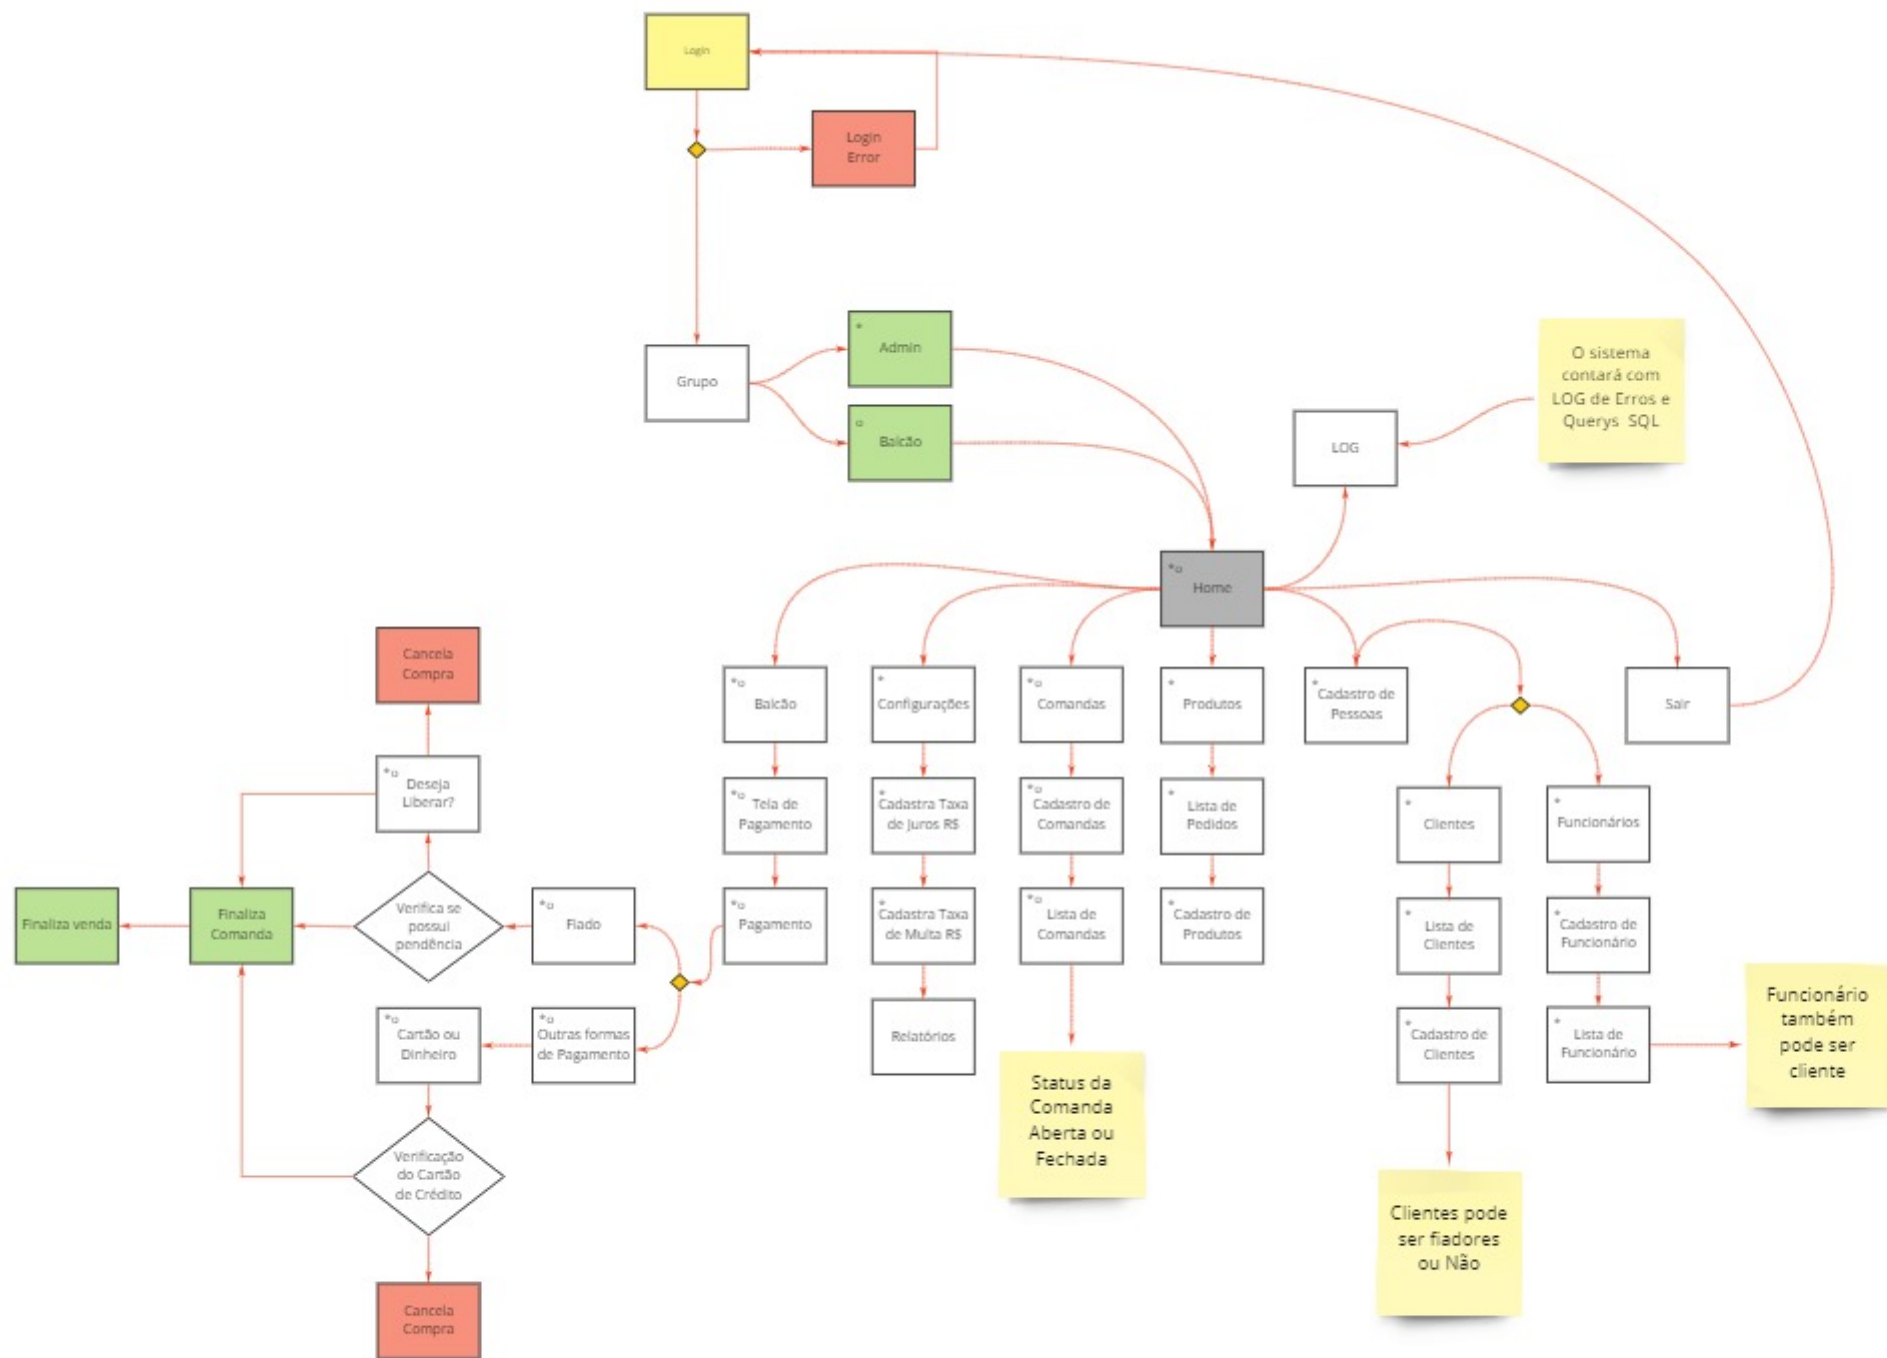 Login
Login
Error
Grupo
* Admin
▫ Balcão
LOG
O sistema
contará com
LOG de Erros e
Querys SQL
*▫ Home
Cancela
Compra
*▫ Deseja
Liberar?
Finaliza venda
Finaliza
Comanda
Verifica se
possui
pendência
*▫ Fiado
*▫ Cartão ou
Dinheiro
*▫ Outras formas
de Pagamento
Verificação
do Cartão
de Crédito
Cancela
Compra
*▫ Balcão
*▫ Tela de
Pagamento
*▫ Pagamento
* Configurações
* Cadastra Taxa
de Juros R$
* Cadastra Taxa
de Multa R$
Relatórios
*▫ Comandas
*▫ Cadastro de
Comandas
*▫ Lista de
Comandas
Status da
Comanda
Aberta ou
Fechada
* Produtos
* Lista de
Pedidos
* Cadastro de
Produtos
* Cadastro de
Pessoas
* Clientes
* Lista de
Clientes
* Cadastro de
Clientes
Clientes pode
ser fiadores
ou Não
* Funcionários
* Cadastro de
Funcionário
* Lista de
Funcionário
Funcionário
também
pode ser
cliente
Sair